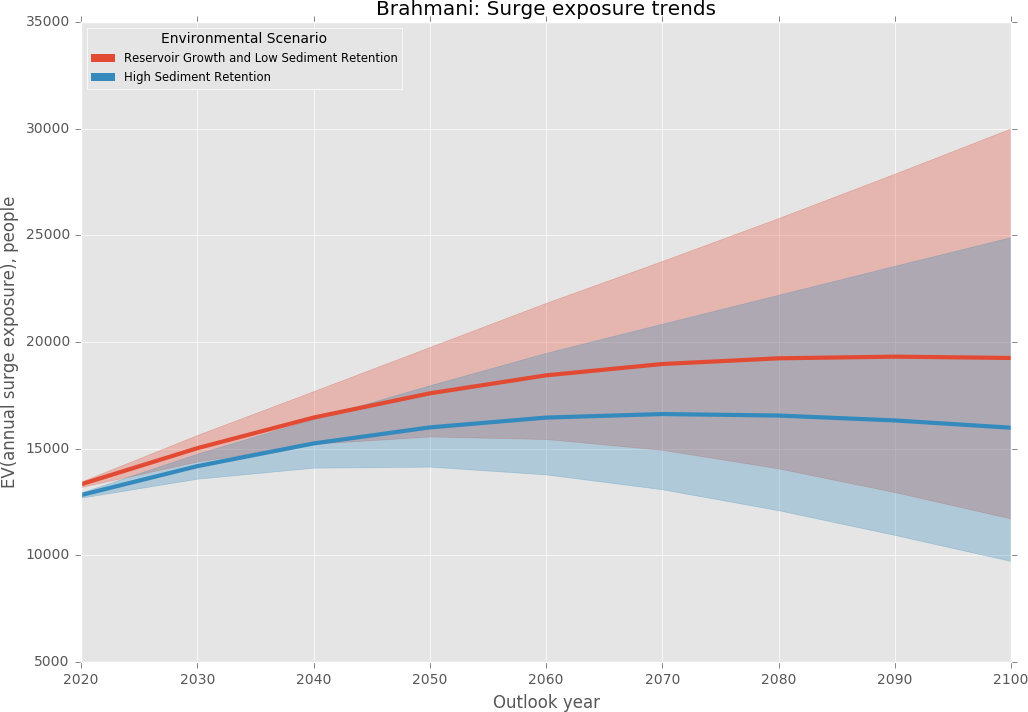 Brahmani: Surge exposure trends
Environmental Scenario
Reservoir Growth and Low Sediment Retention
High Sediment Retention
EV(annual surge exposure), people
35000
30000
25000
20000
15000
10000
5000
2020 2030 2040 2050 2060 2070 2080 2090 2100
Outlook year